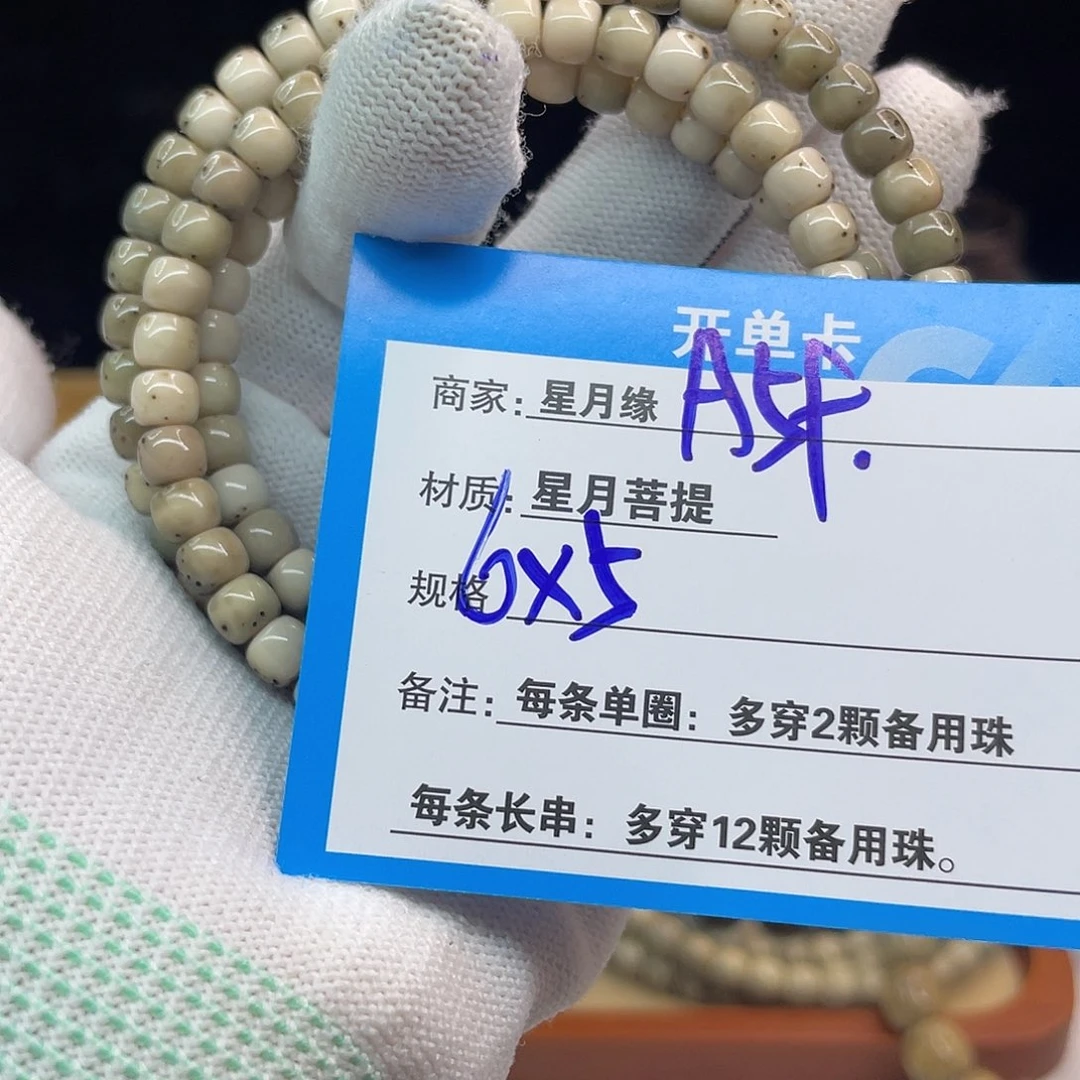 开单卡
商家：星月缘
材质：星月菩提
规格 6x5
备注：每条单圈：多穿2颗备用珠
每条长串：多穿12颗备用珠。